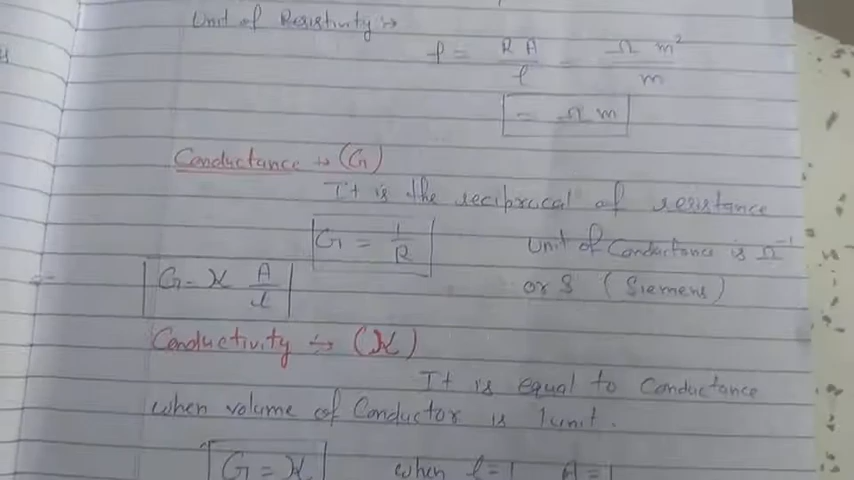 Unit of Resistivity :→
ρ = R A / l = Ω m² / m
= Ω m
Conductance → (G)
It is the reciprocal of resistance
G = 1 / R Unit of Conductance is Ω⁻¹
or S (Siemens)
G = K A / l
Conductivity :→ (K)
It is equal to Conductance
when volume of Conductor is 1 unit.
G = K when l = 1 A = 1